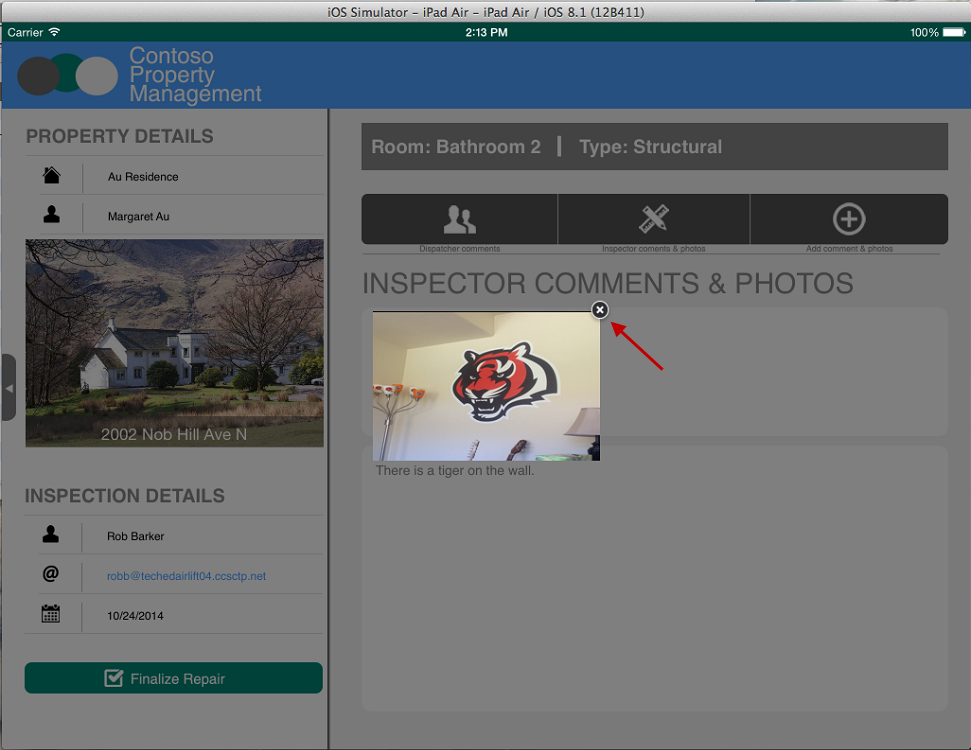 iOS Simulator – iPad Air – iPad Air / iOS 8.1 (12B411)
Carrier 2:13 PM 100%
Contoso
Property
Management
PROPERTY DETAILS
Au Residence
Margaret Au
2002 Nob Hill Ave N
INSPECTION DETAILS
Rob Barker
@ robb@techedairlift04.ccsctp.net
10/24/2014
Finalize Repair
Room: Bathroom 2 | Type: Structural
Dispatcher comments
Inspector coments & photos
Add comment & photos
INSPECTOR COMMENTS & PHOTOS
There is a tiger on the wall.